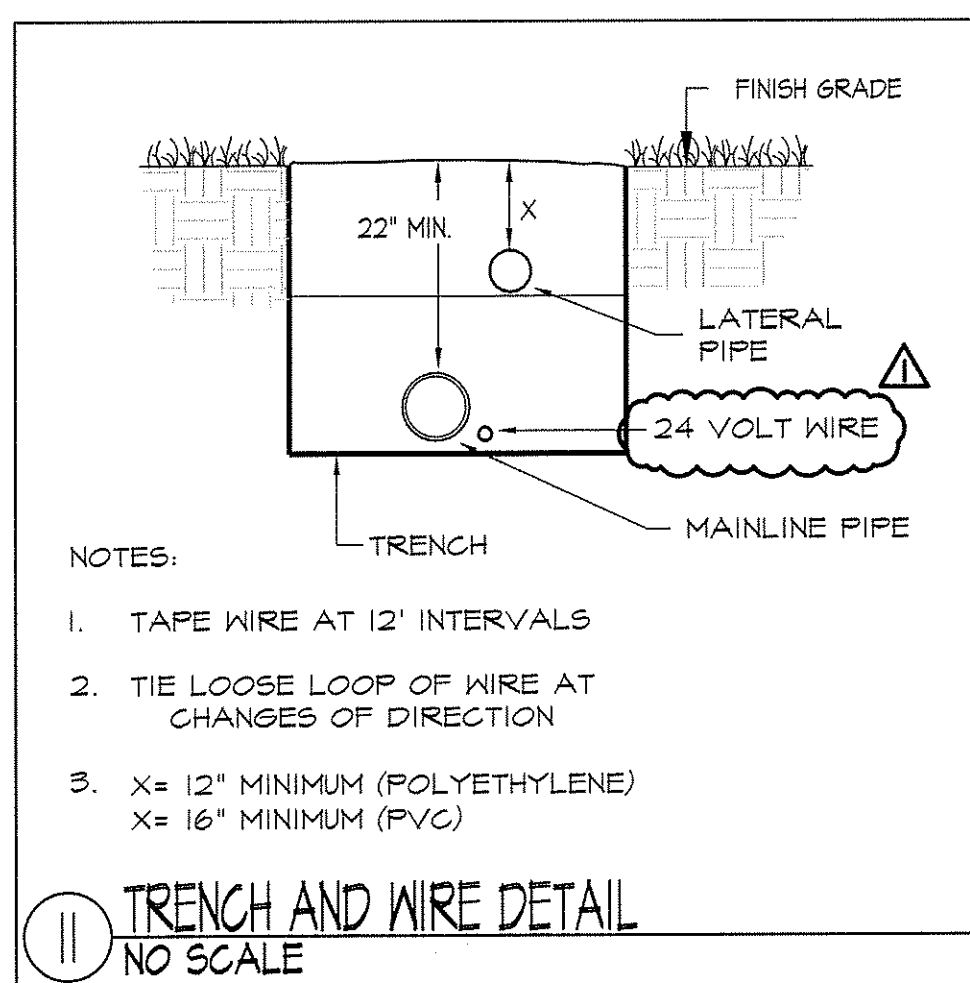 FINISH GRADE
22" MIN.
X
LATERAL
PIPE
1
24 VOLT WIRE
MAINLINE PIPE
TRENCH
NOTES:
1. TAPE WIRE AT 12' INTERVALS
2. TIE LOOSE LOOP OF WIRE AT
CHANGES OF DIRECTION
3. X= 12" MINIMUM (POLYETHYLENE)
X= 16" MINIMUM (PVC)
11
TRENCH AND WIRE DETAIL
NO SCALE